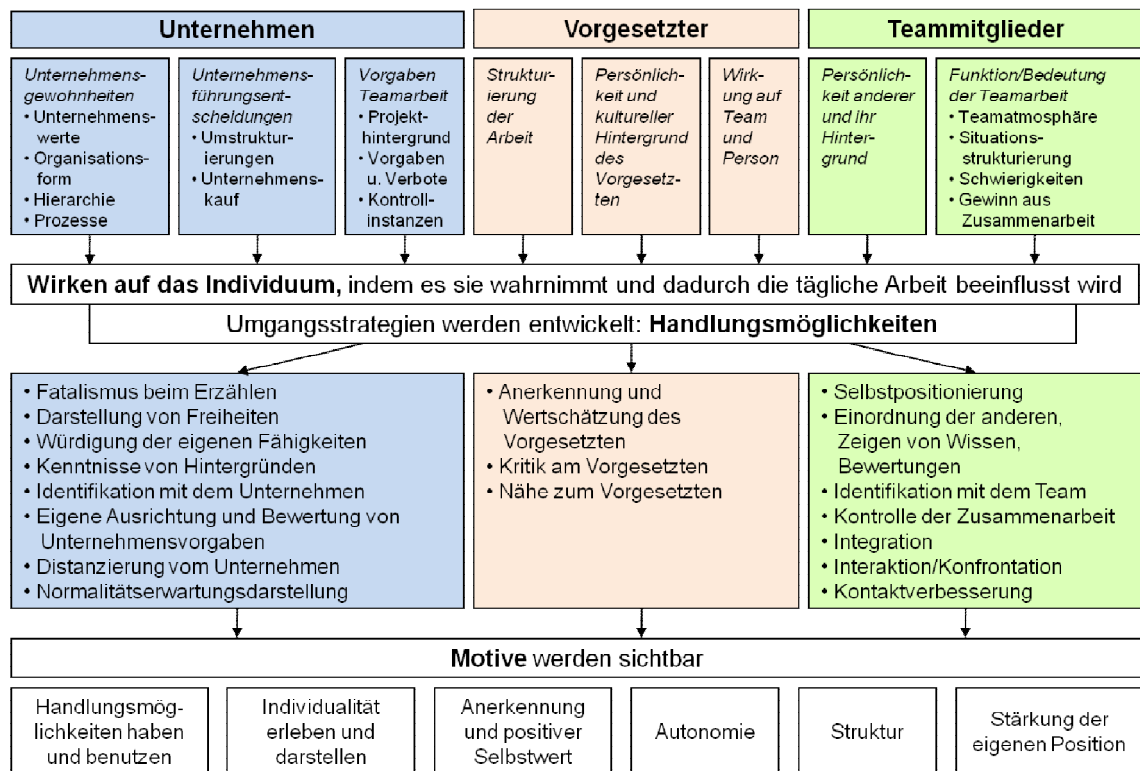 Unternehmen
Vorgesetzter
Teammitglieder
Unternehmens-
gewohnheiten
• Unternehmens-
werte
• Organisations-
form
• Hierarchie
• Prozesse
Unternehmens-
führungsent-
scheidungen
• Umstruktur-
ierungen
• Unternehmens-
kauf
Vorgaben
Teamarbeit
• Projekt-
hintergrund
• Vorgaben
u. Verbote
• Kontroll-
instanzen
Struktur-
ierung
der
Arbeit
Persönlich-
keit und
kultureller
Hintergrund
des
Vorgesetz-
ten
Wirk-
ung auf
Team
und
Person
Persönlich-
keit anderer
und Ihr
Hinter-
grund
Funktion/Bedeutung
der Teamarbeit
• Teamatmosphäre
• Situations-
strukturierung
• Schwierigkeiten
• Gewinn aus
Zusammenarbeit
Wirken auf das Individuum, indem es sie wahrnimmt und dadurch die tägliche Arbeit beeinflusst wird
Umgangsstrategien werden entwickelt: Handlungsmöglichkeiten
• Fatalismus beim Erzählen
• Darstellung von Freiheiten
• Würdigung der eigenen Fähigkeiten
• Kenntnisse von Hintergründen
• Identifikation mit dem Unternehmen
• Eigene Ausrichtung und Bewertung von
Unternehmensvorgaben
• Distanzierung vom Unternehmen
• Normalitätserwartungsdarstellung
• Anerkennung und
Wertschätzung des
Vorgesetzten
• Kritik am Vorgesetzten
• Nähe zum Vorgesetzten
• Selbstpositionierung
• Einordnung der anderen,
Zeigen von Wissen,
Bewertungen
• Identifikation mit dem Team
• Kontrolle der Zusammenarbeit
• Integration
• Interaktion/Konfrontation
• Kontaktverbesserung
Motive werden sichtbar
Handlungsmög-
lichkeiten haben
und benutzen
Individualität
erleben und
darstellen
Anerkennung
und positiver
Selbstwert
Autonomie
Struktur
Stärkung der
eigenen Position